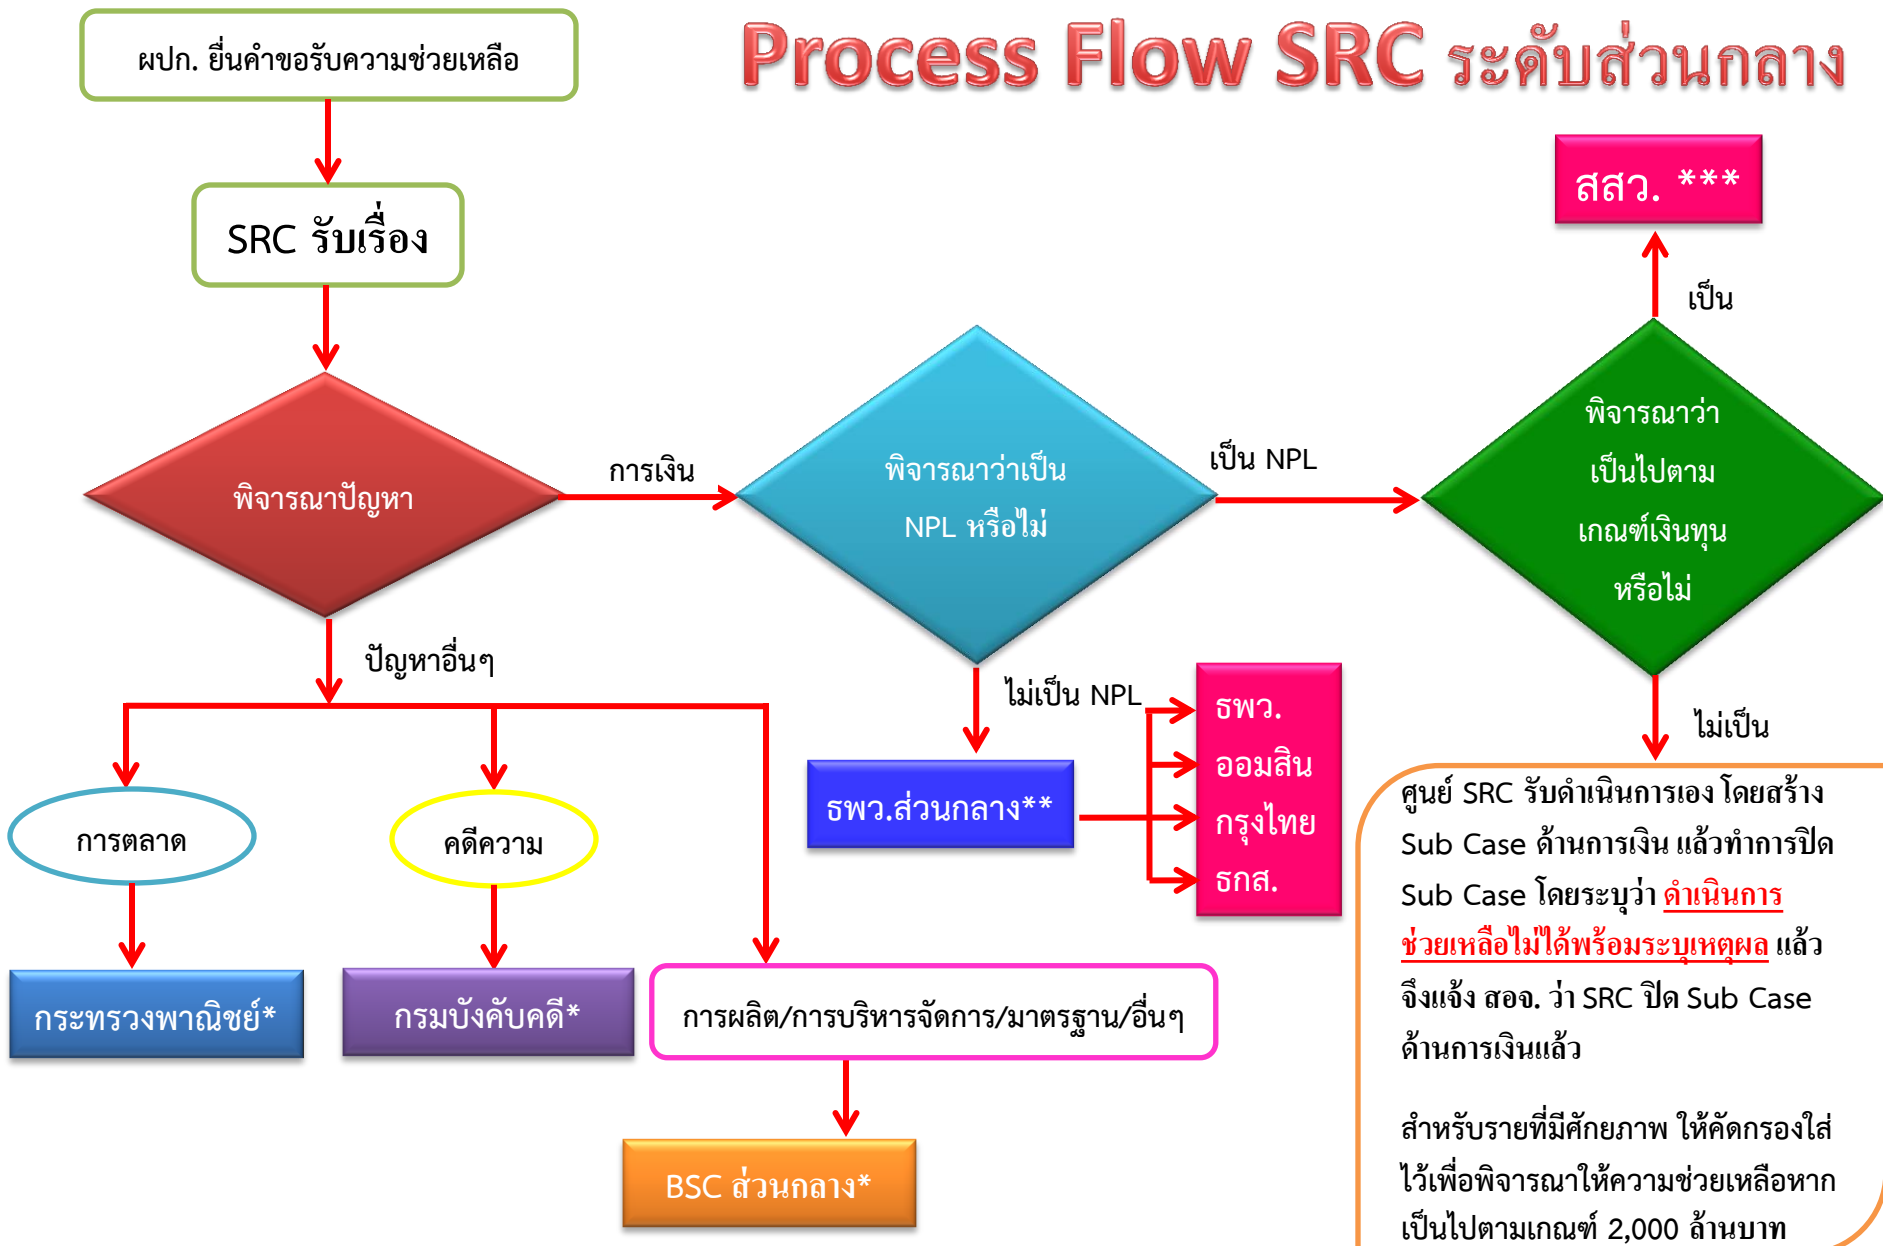 Process Flow SRC ระดับส่วนกลาง
ผปก. ยื่นคำขอรับความช่วยเหลือ
SRC รับเรื่อง
พิจารณาปัญหา
การเงิน
พิจารณาว่าเป็น
NPL หรือไม่
เป็น NPL
พิจารณาว่า
เป็นไปตาม
เกณฑ์เงินทุน
หรือไม่
เป็น
สสว. ***
ปัญหาอื่นๆ
ไม่เป็น NPL
ไม่เป็น
ธพว.ส่วนกลาง**
ธพว.
ออมสิน
กรุงไทย
ธกส.
การตลาด
คดีความ
กระทรวงพาณิชย์*
กรมบังคับคดี*
การผลิต/การบริหารจัดการ/มาตรฐาน/อื่นๆ
BSC ส่วนกลาง*
ศูนย์ SRC รับดำเนินการเอง โดยสร้าง
Sub Case ด้านการเงิน แล้วทำการปิด
Sub Case โดยระบุว่า ดำเนินการ
ช่วยเหลือไม่ได้พร้อมระบุเหตุผล แล้ว
จึงแจ้ง สอจ. ว่า SRC ปิด Sub Case
ด้านการเงินแล้ว
สำหรับรายที่มีศักยภาพ ให้คัดกรองใส่
ไว้เพื่อพิจารณาให้ความช่วยเหลือหาก
เป็นไปตามเกณฑ์ 2,000 ล้านบาท